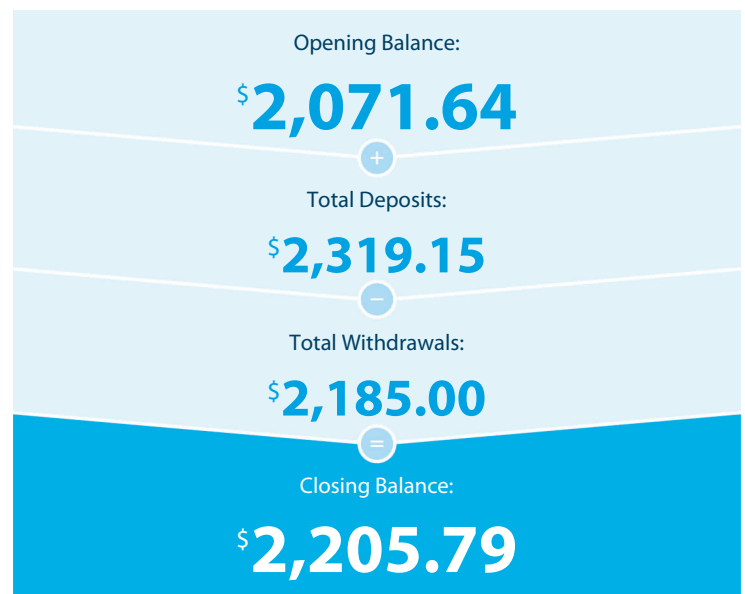 Opening Balance:
$2,071.64
+
Total Deposits:
$2,319.15
−
Total Withdrawals:
$2,185.00
=
Closing Balance:
$2,205.79